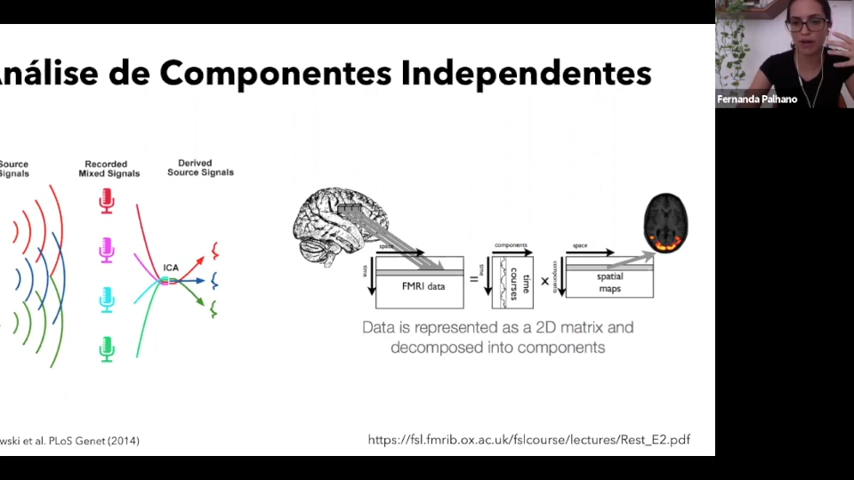 nálise de Componentes Independentes
Fernanda Palhano
Source
Signals
Recorded
Mixed Signals
Derived
Source Signals
ICA
space
time
FMRI data
=
components
time
time
courses
x
space
components
spatial
maps
Data is represented as a 2D matrix and
decomposed into components
wski et al. PLoS Genet (2014)
https://fsl.fmrib.ox.ac.uk/fslcourse/lectures/Rest_E2.pdf